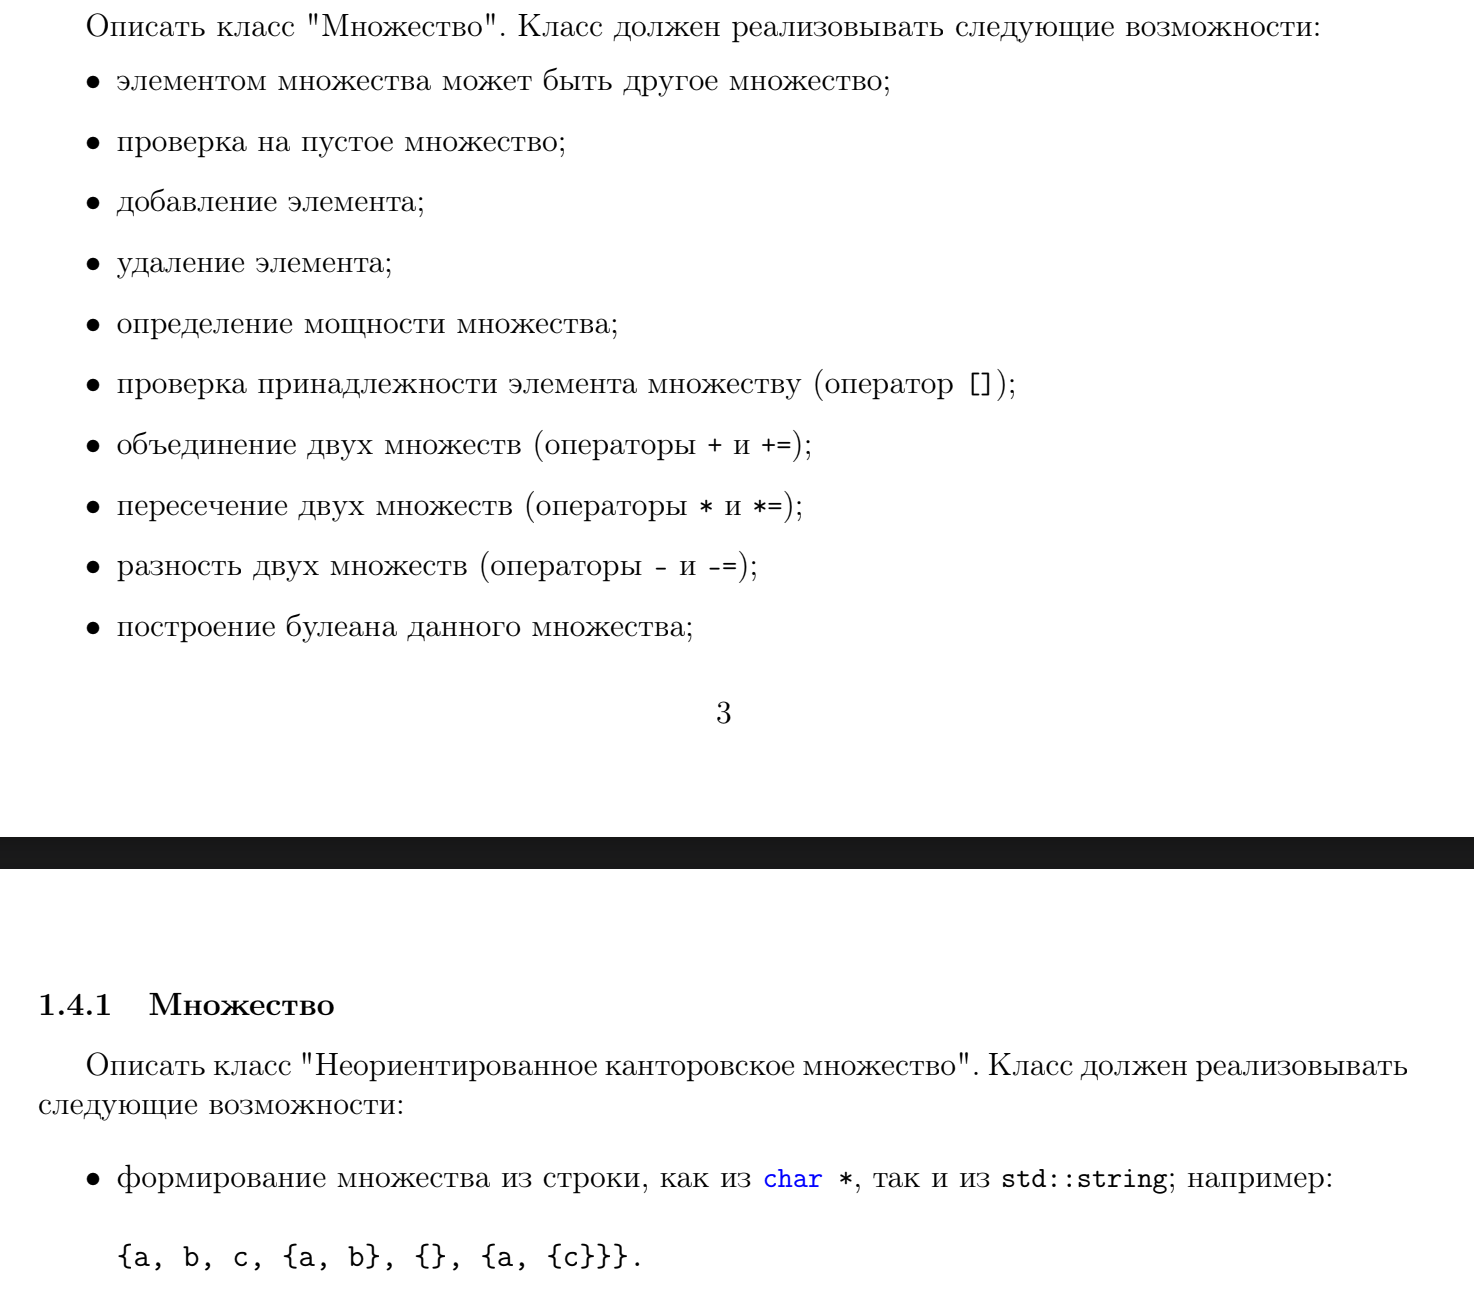 Описать класс "Множество". Класс должен реализовывать следующие возможности:
• элементом множества может быть другое множество;
• проверка на пустое множество;
• добавление элемента;
• удаление элемента;
• определение мощности множества;
• проверка принадлежности элемента множеству (оператор []);
• объединение двух множеств (операторы + и +=);
• пересечение двух множеств (операторы * и *=);
• разность двух множеств (операторы - и -=);
• построение булеана данного множества;
3
1.4.1 Множество
Описать класс "Неориентированное канторовское множество". Класс должен реализовывать
следующие возможности:
• формирование множества из строки, как из char *, так и из std::string; например:
{a, b, c, {a, b}, {}, {a, {c}}}.